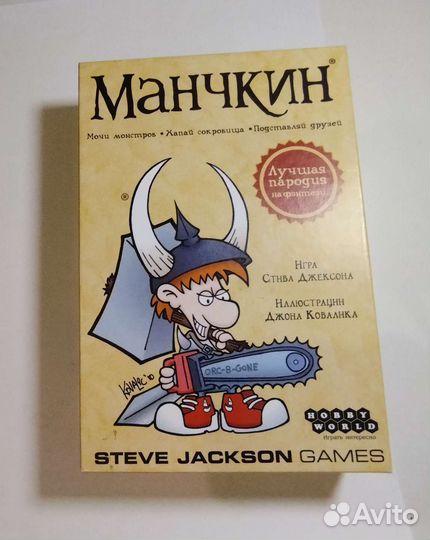 Манчкин®
Мочи монстров • Хапай сокровища • Подставляй друзей
Лучшая
пародия
на фэнтези
®
Игра
Стива Джексона
Иллюстрации
Джона Ковалика
ORC-B-GONE
KOVALIC '10
HOBBY
WORLD
Играть интересно
STEVE JACKSON GAMES
Avito